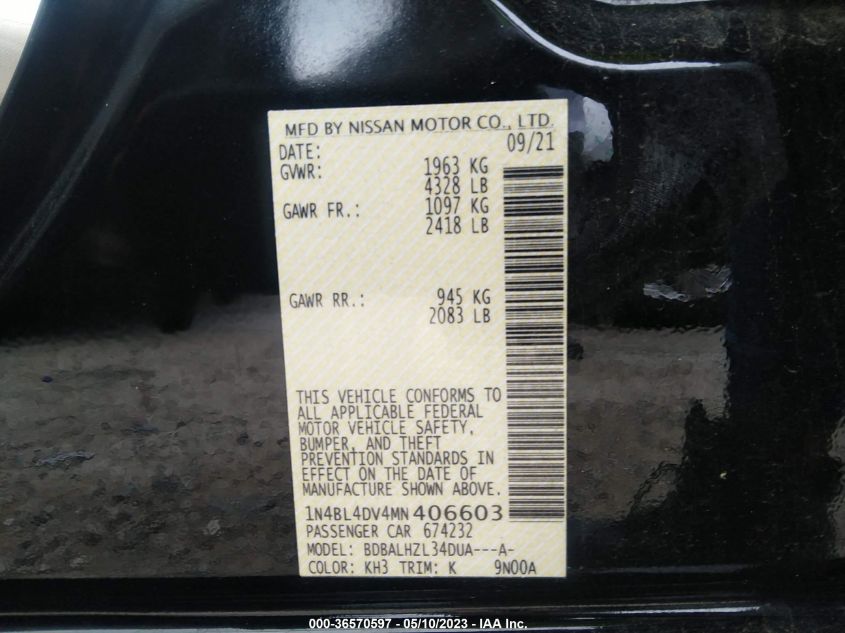 MFD BY NISSAN MOTOR CO., LTD.
DATE: 09/21
GVWR: 1963 KG
4328 LB
GAWR FR.: 1097 KG
2418 LB
GAWR RR.: 945 KG
2083 LB
THIS VEHICLE CONFORMS TO
ALL APPLICABLE FEDERAL
MOTOR VEHICLE SAFETY,
BUMPER, AND THEFT
PREVENTION STANDARDS IN
EFFECT ON THE DATE OF
MANUFACTURE SHOWN ABOVE.
1N4BL4DV4MN406603
PASSENGER CAR 674232
MODEL: BDBALHZL34DUA---A-
COLOR: KH3 TRIM: K 9N00A
000-36570597 - 05/10/2023 - IAA Inc.